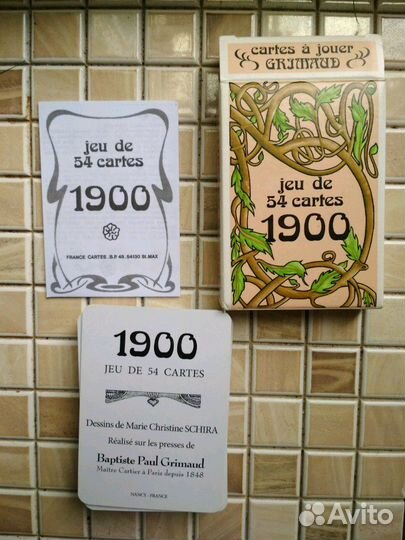 cartes à jouer
GRIMAUD
jeu de
54 cartes
1900
jeu de
54 cartes
1900
FRANCE CARTES . B.P. 49 . 54130 St. MAX
1900
JEU DE 54 CARTES
Dessins de Marie Christine SCHIRA
Réalisé sur les presses de
Baptiste Paul Grimaud
Maître Cartier à Paris depuis 1848
NANCY - FRANCE
Avito